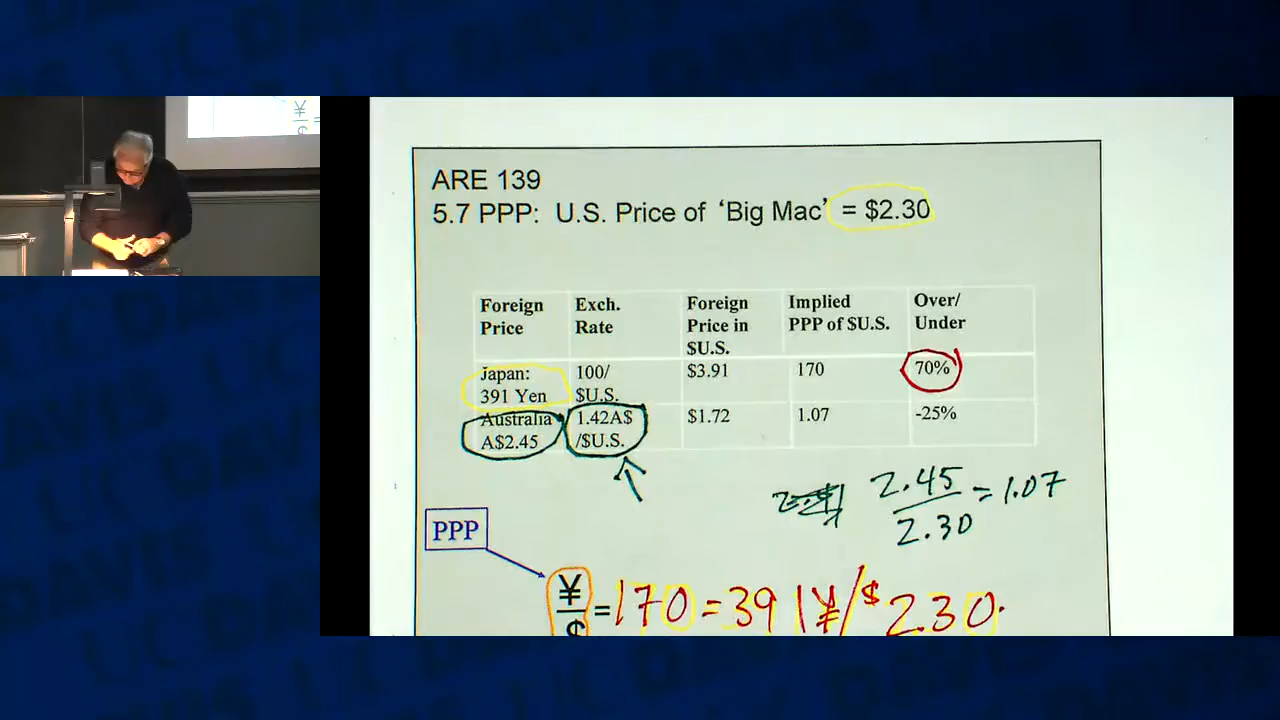 ARE 139
5.7 PPP: U.S. Price of ‘Big Mac’ = $2.30
Foreign Price
Exch. Rate
Foreign Price in $U.S.
Implied PPP of $U.S.
Over/ Under
Japan: 391 Yen
100/ $U.S.
$3.91
170
70%
Australia A$2.45
1.42A$ /$U.S.
$1.72
1.07
-25%
2.45/2.30 = 1.07
PPP
¥/$ = 170 = 391¥/$2.30
¥
UC DAVIS